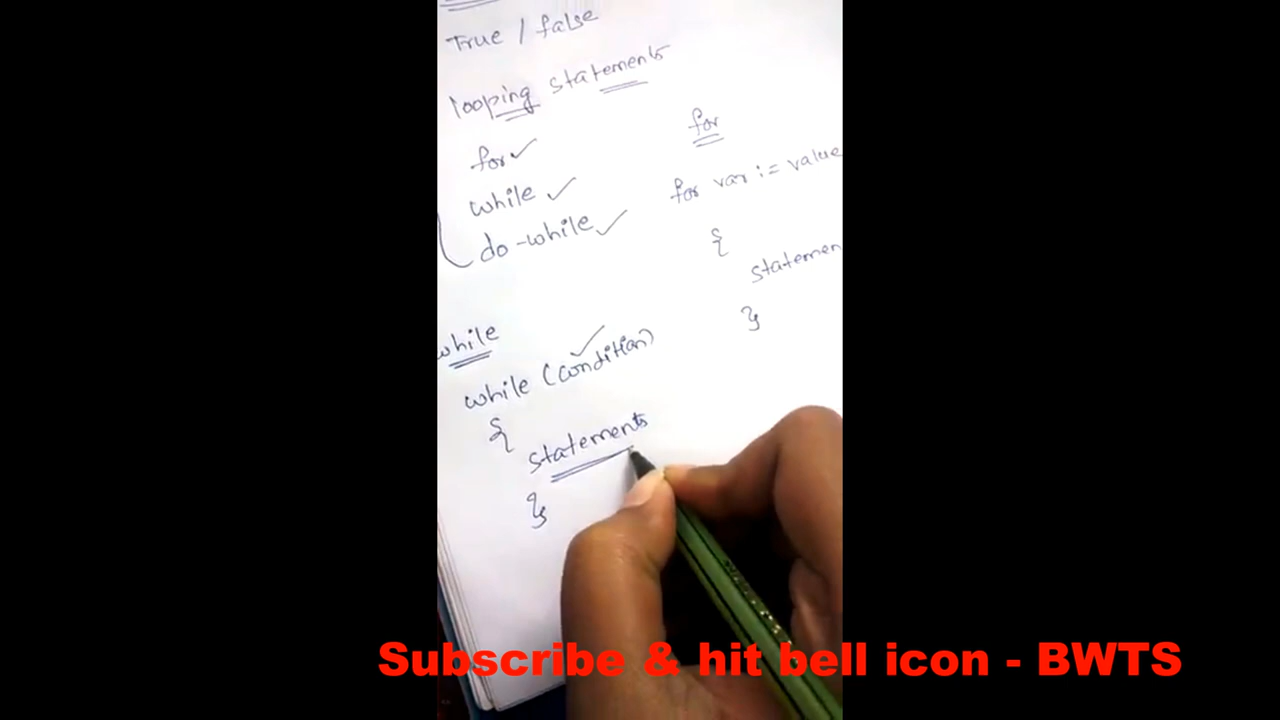 True / false
looping statements
for
while
do-while
for
for var := value
{
statemen
}
while
while (condition)
{
statements
}
Subscribe & hit bell icon - BWTS